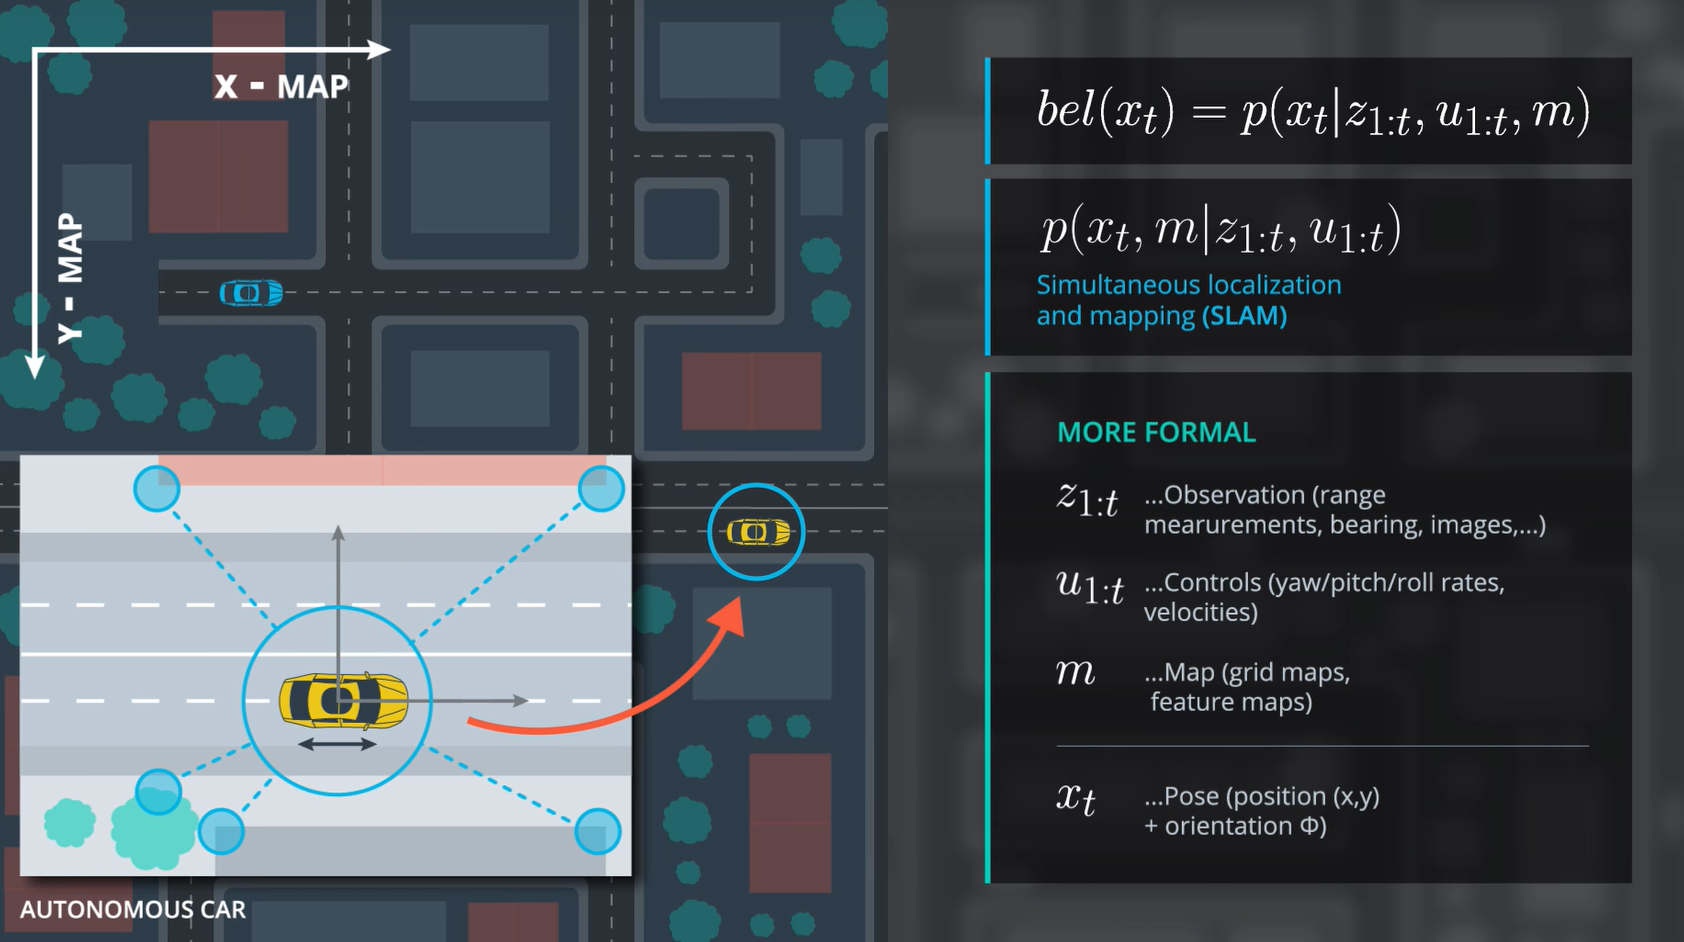 X - MAP
Y - MAP
AUTONOMOUS CAR
bel(x_t) = p(x_t|z_{1:t}, u_{1:t}, m)
p(x_t, m|z_{1:t}, u_{1:t})
Simultaneous localization
and mapping (SLAM)
MORE FORMAL
z_{1:t} ...Observation (range
mearurements, bearing, images,...)
u_{1:t} ...Controls (yaw/pitch/roll rates,
velocities)
m ...Map (grid maps,
feature maps)
x_t ...Pose (position (x,y)
+ orientation Φ)